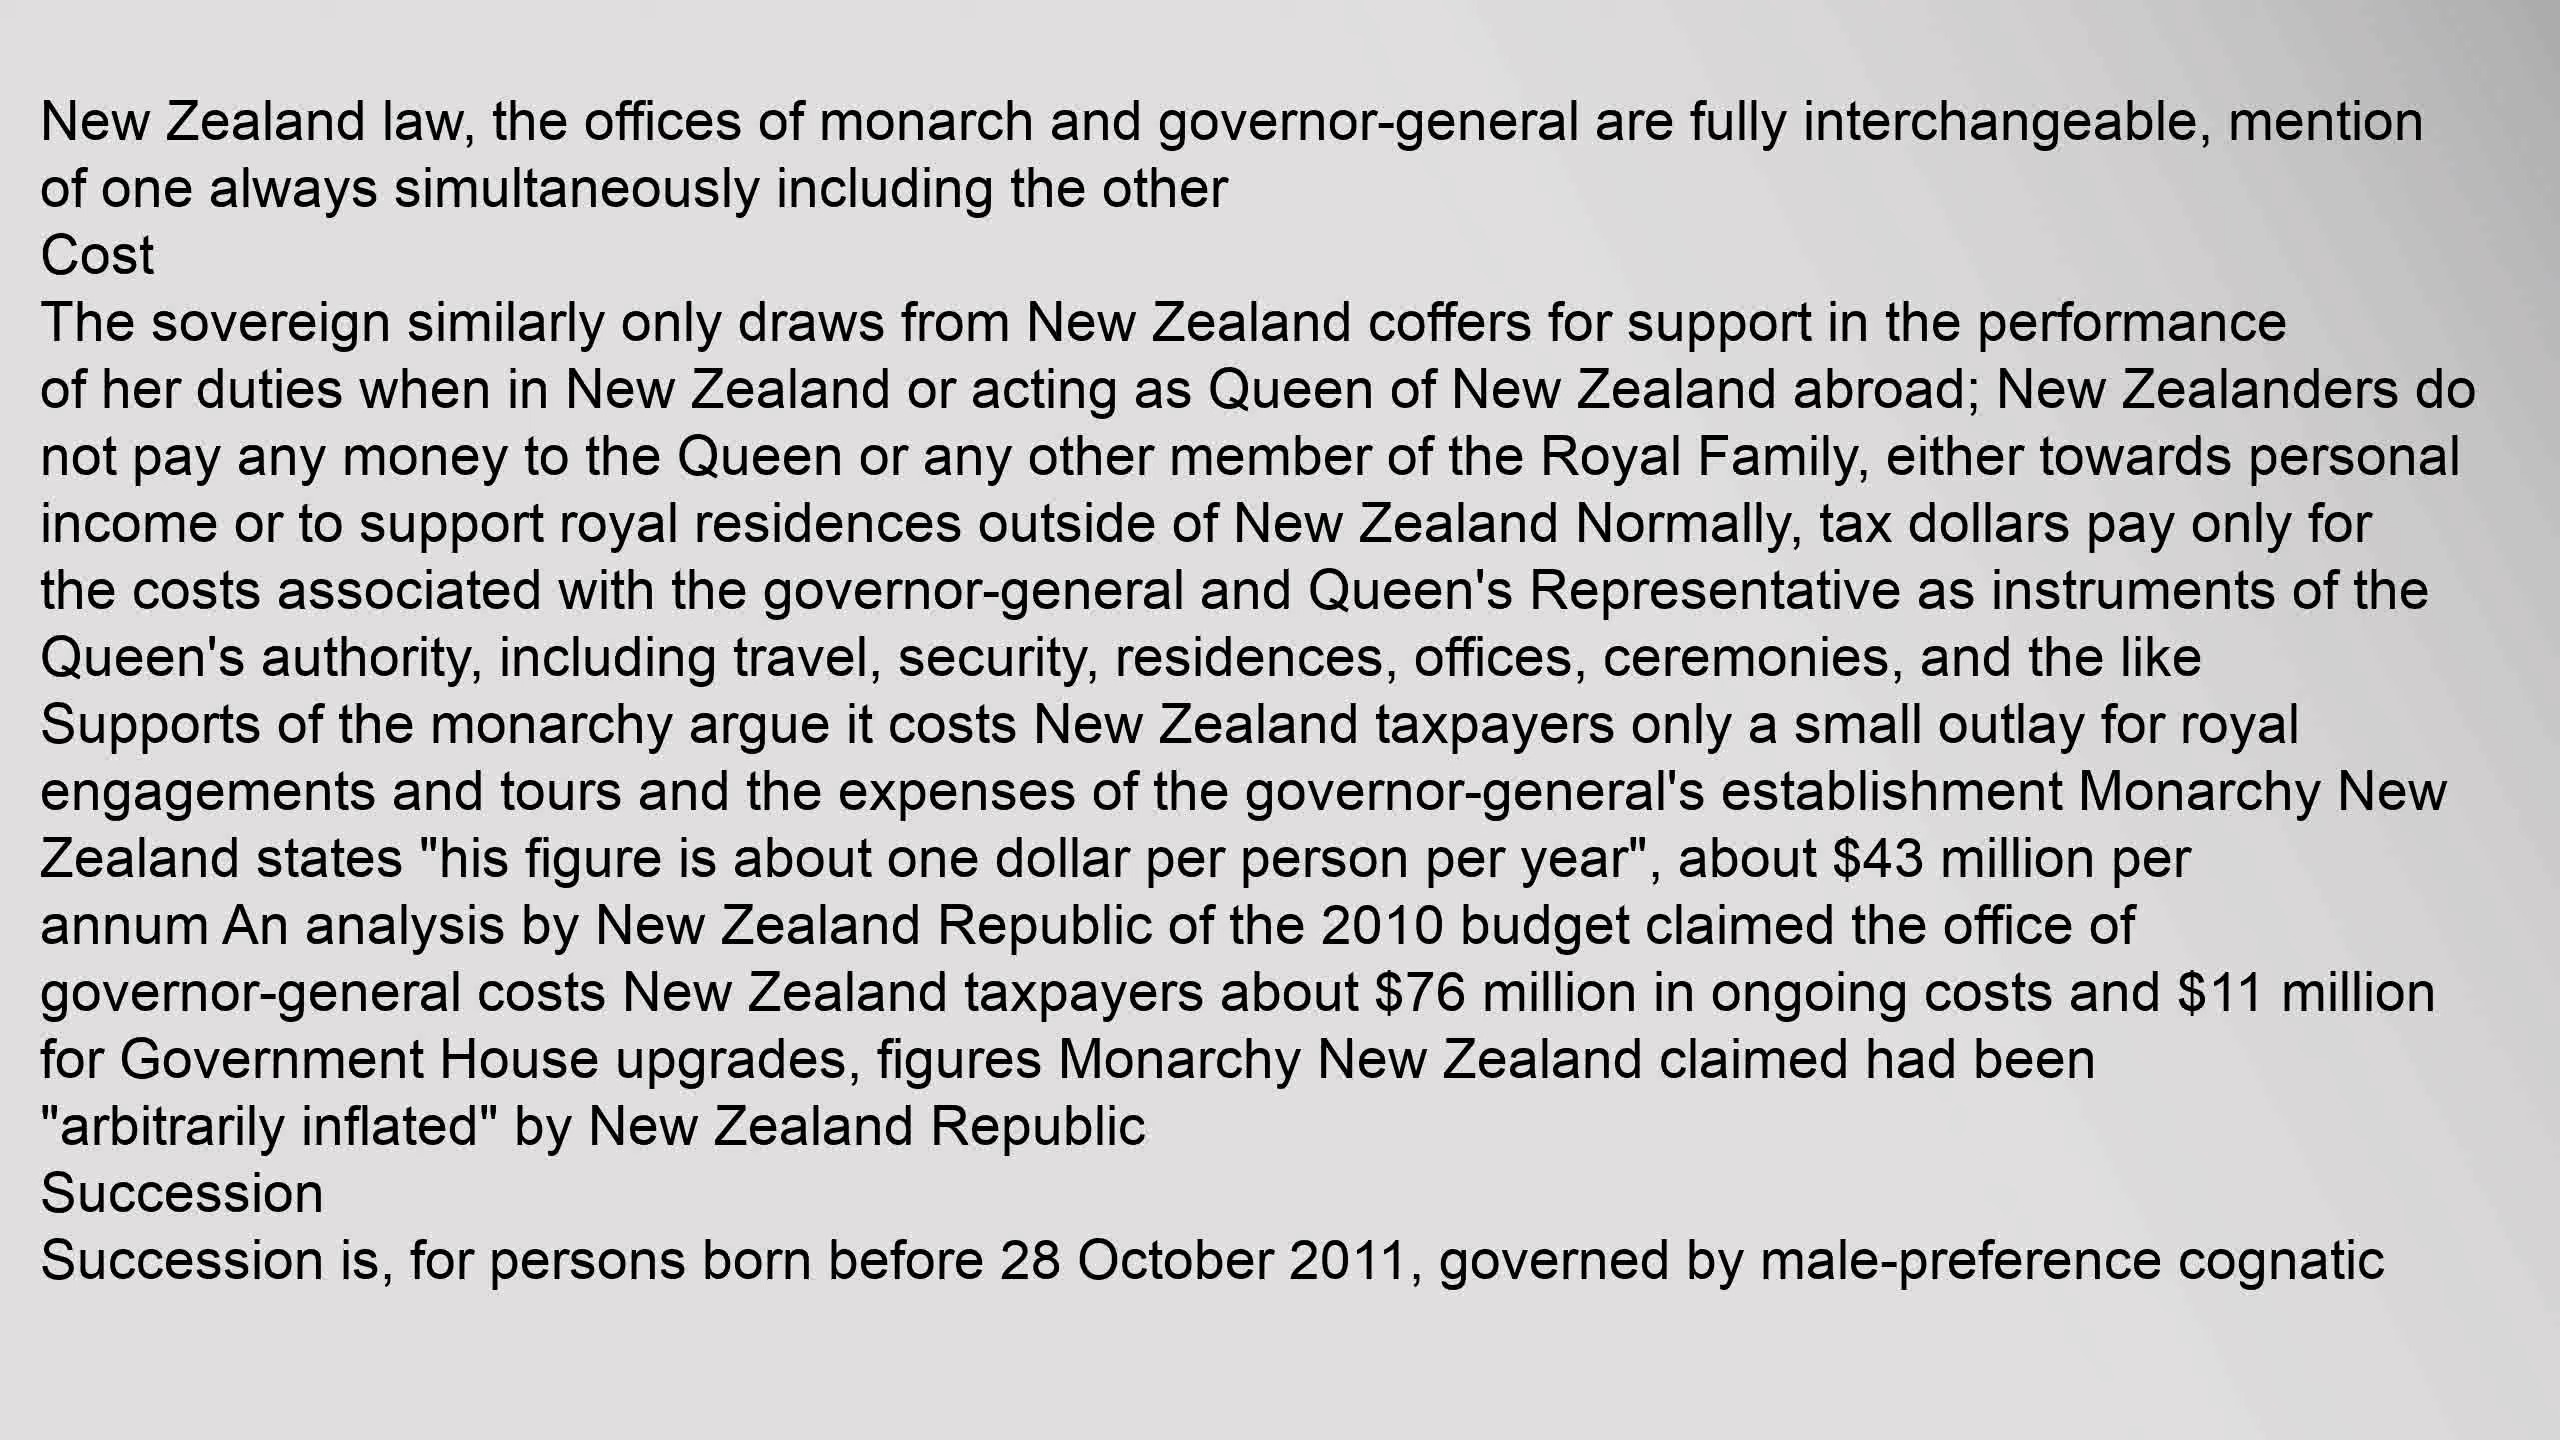 New Zealand law, the offices of monarch and governor-general are fully interchangeable, mention
of one always simultaneously including the other
Cost
The sovereign similarly only draws from New Zealand coffers for support in the performance
of her duties when in New Zealand or acting as Queen of New Zealand abroad; New Zealanders do
not pay any money to the Queen or any other member of the Royal Family, either towards personal
income or to support royal residences outside of New Zealand Normally, tax dollars pay only for
the costs associated with the governor-general and Queen's Representative as instruments of the
Queen's authority, including travel, security, residences, offices, ceremonies, and the like
Supports of the monarchy argue it costs New Zealand taxpayers only a small outlay for royal
engagements and tours and the expenses of the governor-general's establishment Monarchy New
Zealand states "his figure is about one dollar per person per year", about $43 million per
annum An analysis by New Zealand Republic of the 2010 budget claimed the office of
governor-general costs New Zealand taxpayers about $76 million in ongoing costs and $11 million
for Government House upgrades, figures Monarchy New Zealand claimed had been
"arbitrarily inflated" by New Zealand Republic
Succession
Succession is, for persons born before 28 October 2011, governed by male-preference cognatic